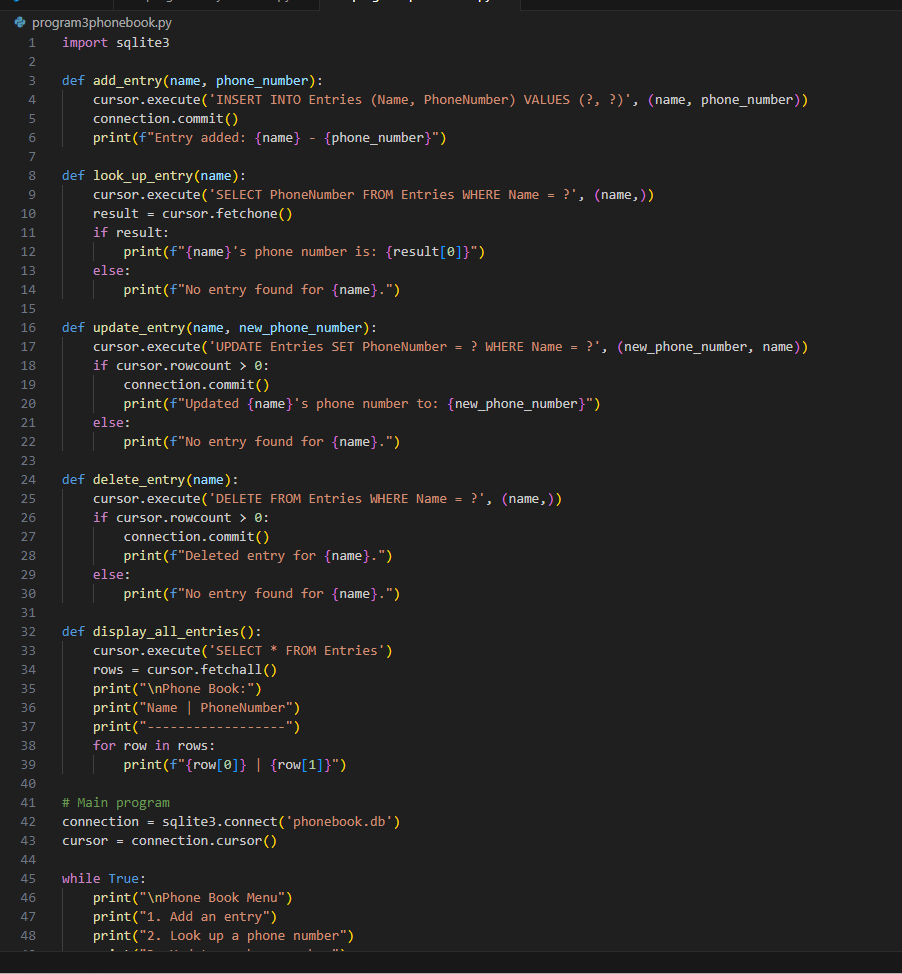 program3phonebook.py
1 import sqlite3
2
3 def add_entry(name, phone_number):
4     cursor.execute('INSERT INTO Entries (Name, PhoneNumber) VALUES (?, ?)', (name, phone_number))
5     connection.commit()
6     print(f"Entry added: {name} - {phone_number}")
7
8 def look_up_entry(name):
9     cursor.execute('SELECT PhoneNumber FROM Entries WHERE Name = ?', (name,))
10     result = cursor.fetchone()
11     if result:
12         print(f"{name}'s phone number is: {result[0]}")
13     else:
14         print(f"No entry found for {name}.")
15
16 def update_entry(name, new_phone_number):
17     cursor.execute('UPDATE Entries SET PhoneNumber = ? WHERE Name = ?', (new_phone_number, name))
18     if cursor.rowcount > 0:
19         connection.commit()
20         print(f"Updated {name}'s phone number to: {new_phone_number}")
21     else:
22         print(f"No entry found for {name}.")
23
24 def delete_entry(name):
25     cursor.execute('DELETE FROM Entries WHERE Name = ?', (name,))
26     if cursor.rowcount > 0:
27         connection.commit()
28         print(f"Deleted entry for {name}.")
29     else:
30         print(f"No entry found for {name}.")
31
32 def display_all_entries():
33     cursor.execute('SELECT * FROM Entries')
34     rows = cursor.fetchall()
35     print("\nPhone Book:")
36     print("Name | PhoneNumber")
37     print("------------------")
38     for row in rows:
39         print(f"{row[0]} | {row[1]}")
40
41 # Main program
42 connection = sqlite3.connect('phonebook.db')
43 cursor = connection.cursor()
44
45 while True:
46     print("\nPhone Book Menu")
47     print("1. Add an entry")
48     print("2. Look up a phone number")